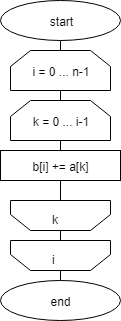 start
i = 0 ... n-1
k = 0 ... i-1
b[i] += a[k]
k
i
end